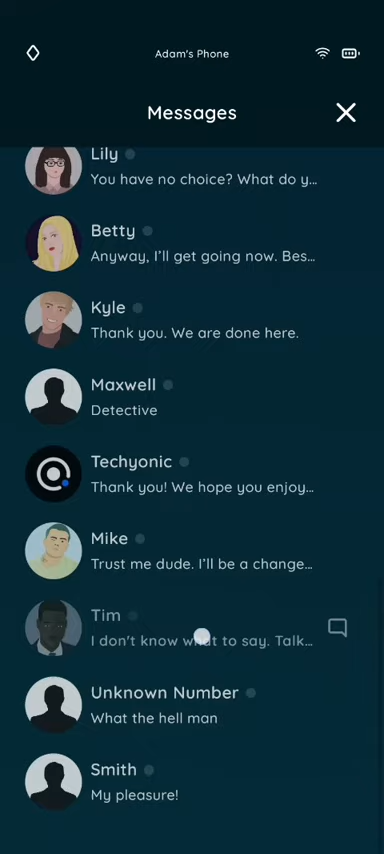 Adam's Phone
Messages
Lily
You have no choice? What do y...
Betty
Anyway, I'll get going now. Bes...
Kyle
Thank you. We are done here.
Maxwell
Detective
Techyonic
Thank you! We hope you enjoy...
Mike
Trust me dude. I'll be a change...
Tim
I don't know what to say. Talk...
Unknown Number
What the hell man
Smith
My pleasure!